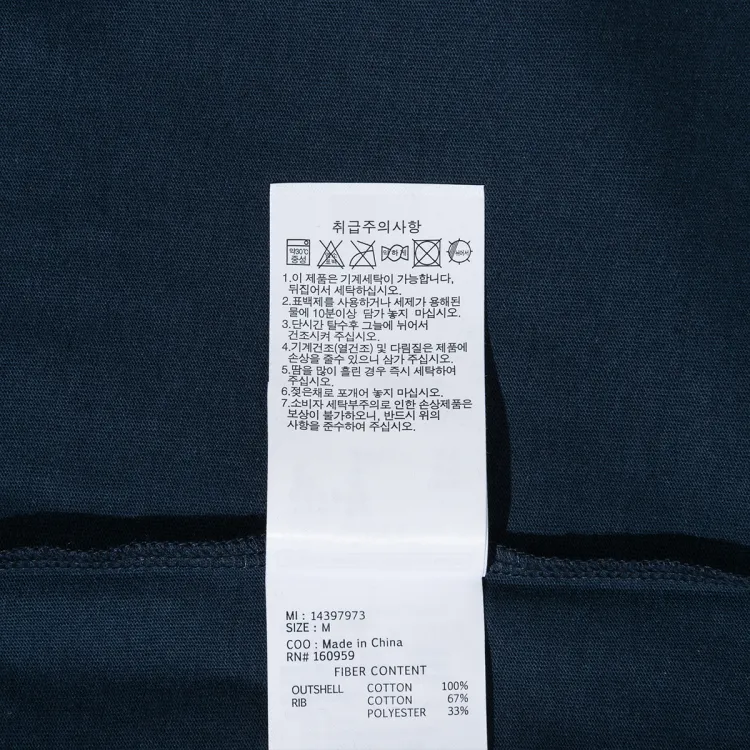 취급주의사항
약30℃
중성
약하게
1.이 제품은 기계세탁이 가능합니다,
뒤집어서 세탁하십시오.
2.표백제를 사용하거나 세제가 용해된
물에 10분이상 담가 놓지 마십시오.
3.단시간 탈수후 그늘에 뉘어서
건조시켜 주십시오.
4.기계건조(열건조) 및 다림질은 제품에
손상을 줄수 있으니 삼가 주십시오.
5.땀을 많이 흘린 경우 즉시 세탁하여
주십시오.
6.젖은채로 포개어 놓지 마십시오.
7.소비자 세탁부주의로 인한 손상제품은
보상이 불가하오니, 반드시 위의
사항을 준수하여 주십시오.
MI : 14397973
SIZE : M
COO : Made in China
RN# 160959
FIBER CONTENT
OUTSHELL COTTON 100%
RIB COTTON 67%
POLYESTER 33%